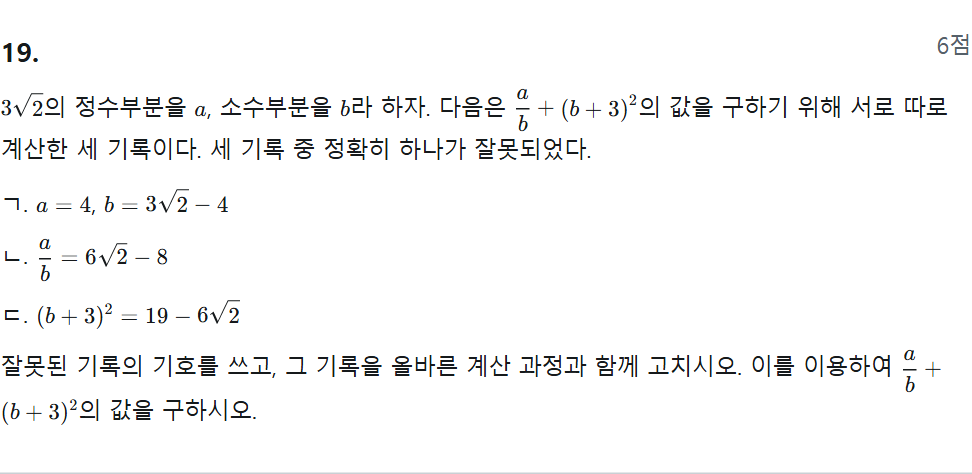 19.
6점
3√2의 정수부분을 a, 소수부분을 b라 하자. 다음은 a/b + (b + 3)²의 값을 구하기 위해 서로 따로
계산한 세 기록이다. 세 기록 중 정확히 하나가 잘못되었다.
ㄱ. a = 4, b = 3√2 − 4
ㄴ. a/b = 6√2 − 8
ㄷ. (b + 3)² = 19 − 6√2
잘못된 기록의 기호를 쓰고, 그 기록을 올바른 계산 과정과 함께 고치시오. 이를 이용하여 a/b +
(b + 3)²의 값을 구하시오.